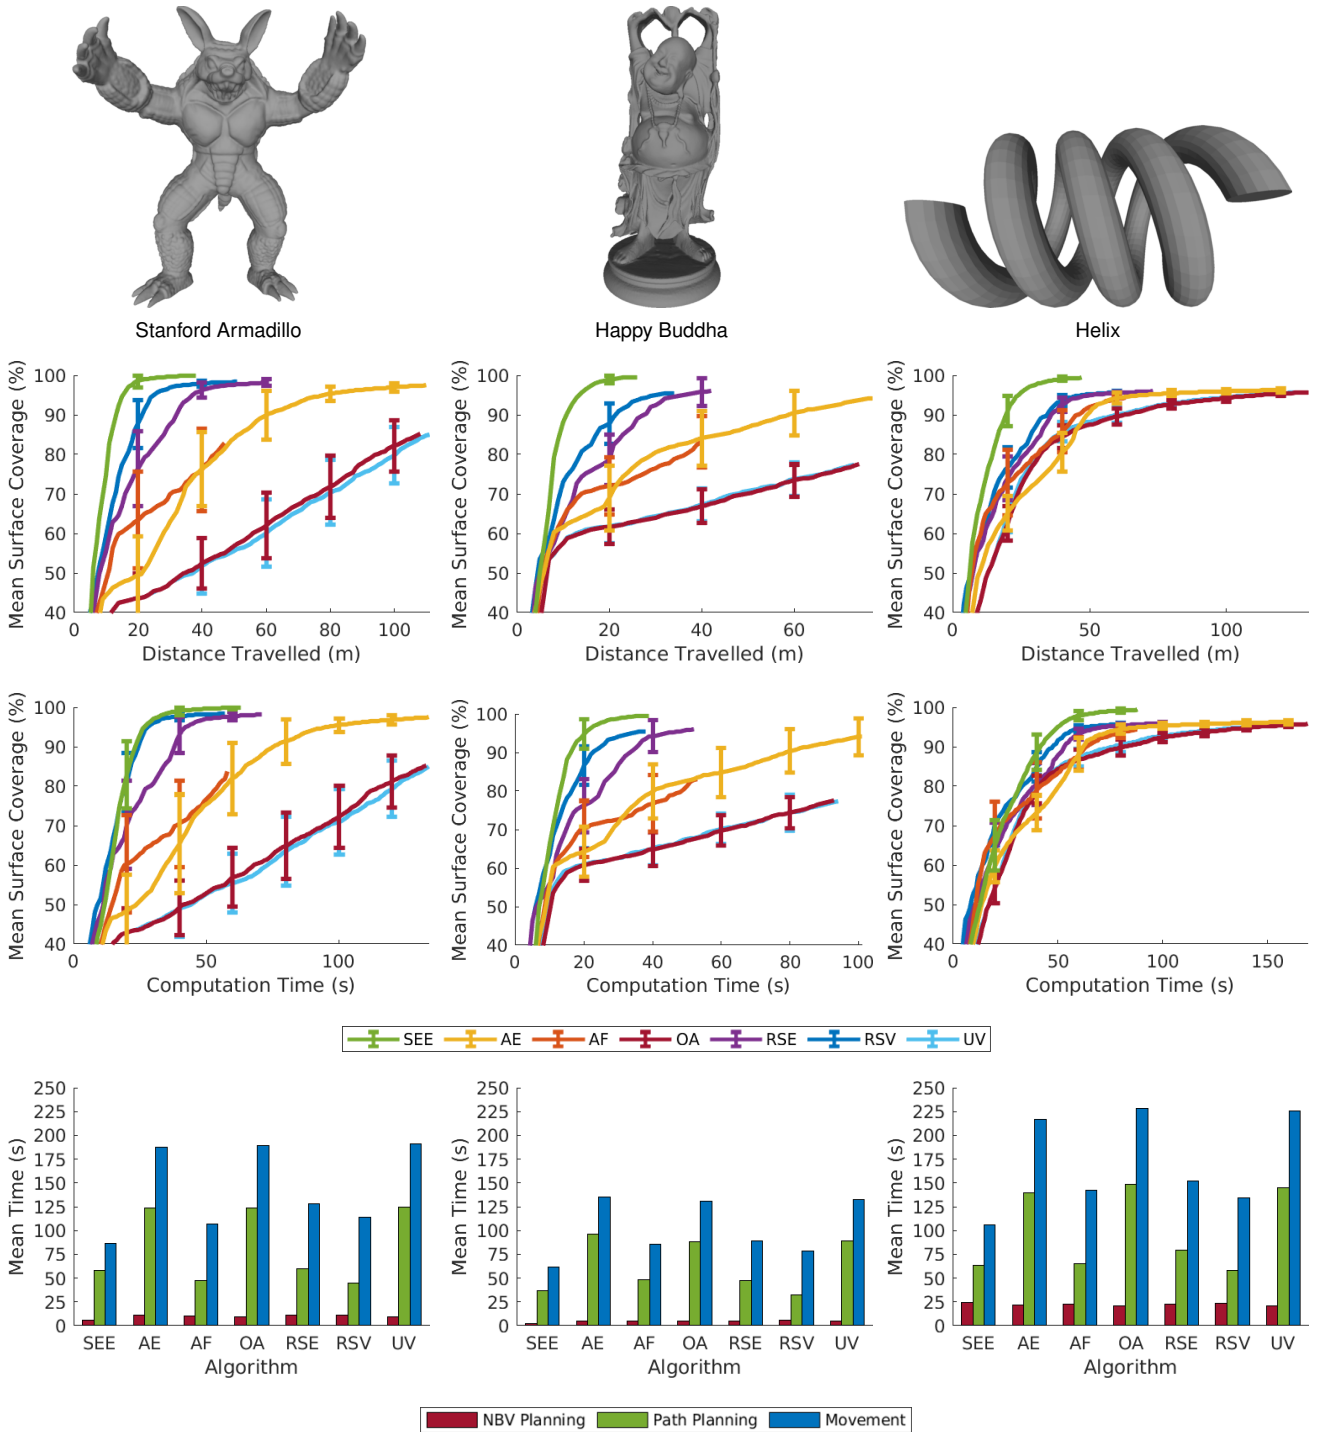 Stanford Armadillo
Happy Buddha
Helix
Mean Surface Coverage (%)
100
90
80
70
60
50
40
20 40 60 80 100
Distance Travelled (m)
Mean Surface Coverage (%)
100
90
80
70
60
50
40
0 20 40 60
Distance Travelled (m)
Mean Surface Coverage (%)
100
90
80
70
60
50
40
0 50 100
Distance Travelled (m)
Mean Surface Coverage (%)
100
90
80
70
60
50
40
50 100
Computation Time (s)
Mean Surface Coverage (%)
100
90
80
70
60
50
40
0 20 40 60 80 100
Computation Time (s)
Mean Surface Coverage (%)
100
90
80
70
60
50
40
0 50 100 150
Computation Time (s)
SEE AE AF OA RSE RSV UV
Mean Time (s)
250
225
200
175
150
125
100
75
50
25
0
SEE AE AF OA RSE RSV UV
Algorithm
Mean Time (s)
250
225
200
175
150
125
100
75
50
25
0
SEE AE AF OA RSE RSV UV
Algorithm
Mean Time (s)
250
225
200
175
150
125
100
75
50
25
0
SEE AE AF OA RSE RSV UV
Algorithm
NBV Planning Path Planning Movement